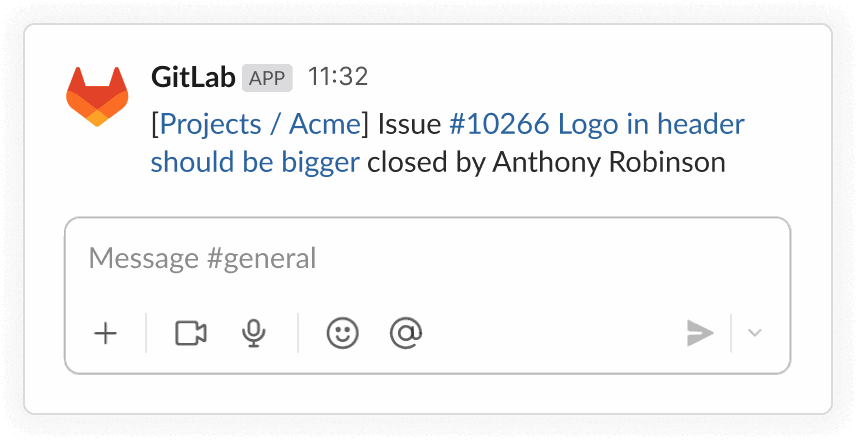 GitLab APP 11:32
[Projects / Acme] Issue #10266 Logo in header
should be bigger closed by Anthony Robinson
Message #general